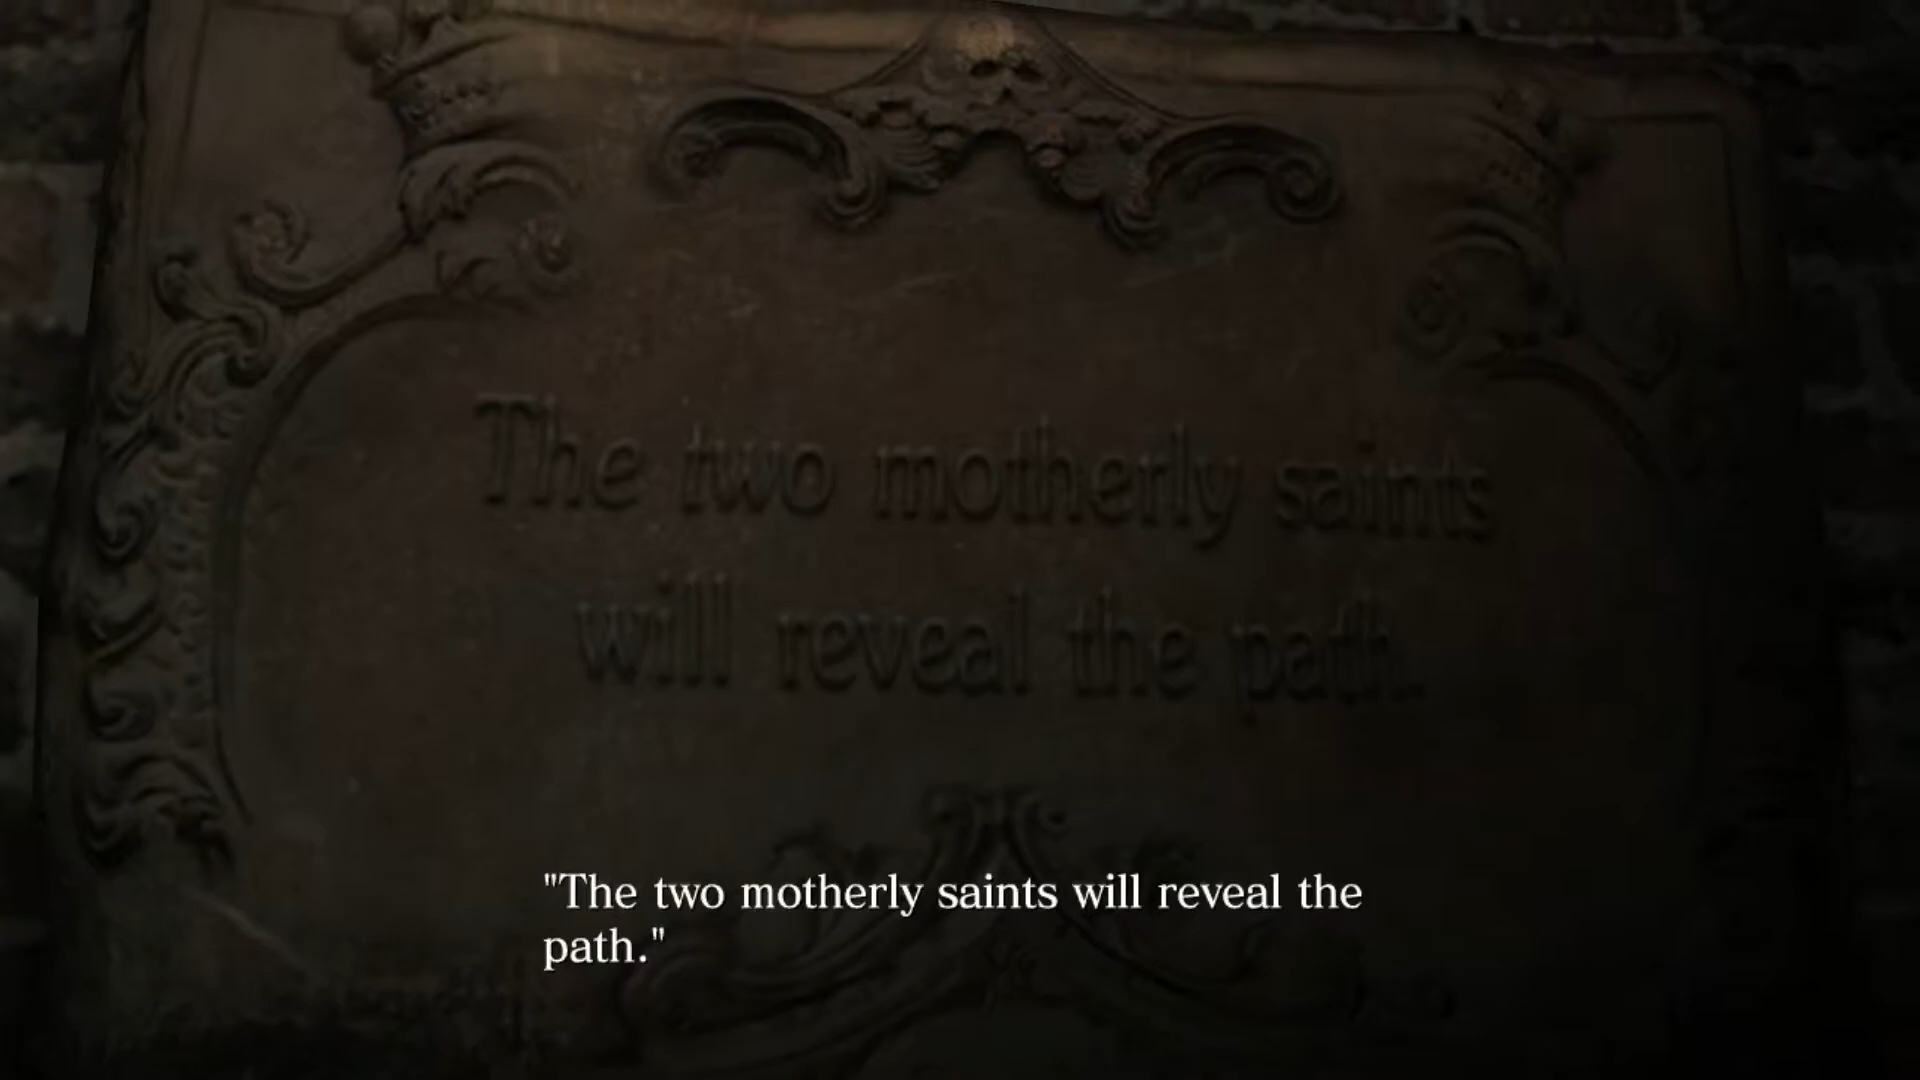 The two motherly saints
will reveal the path.
"The two motherly saints will reveal the
path."